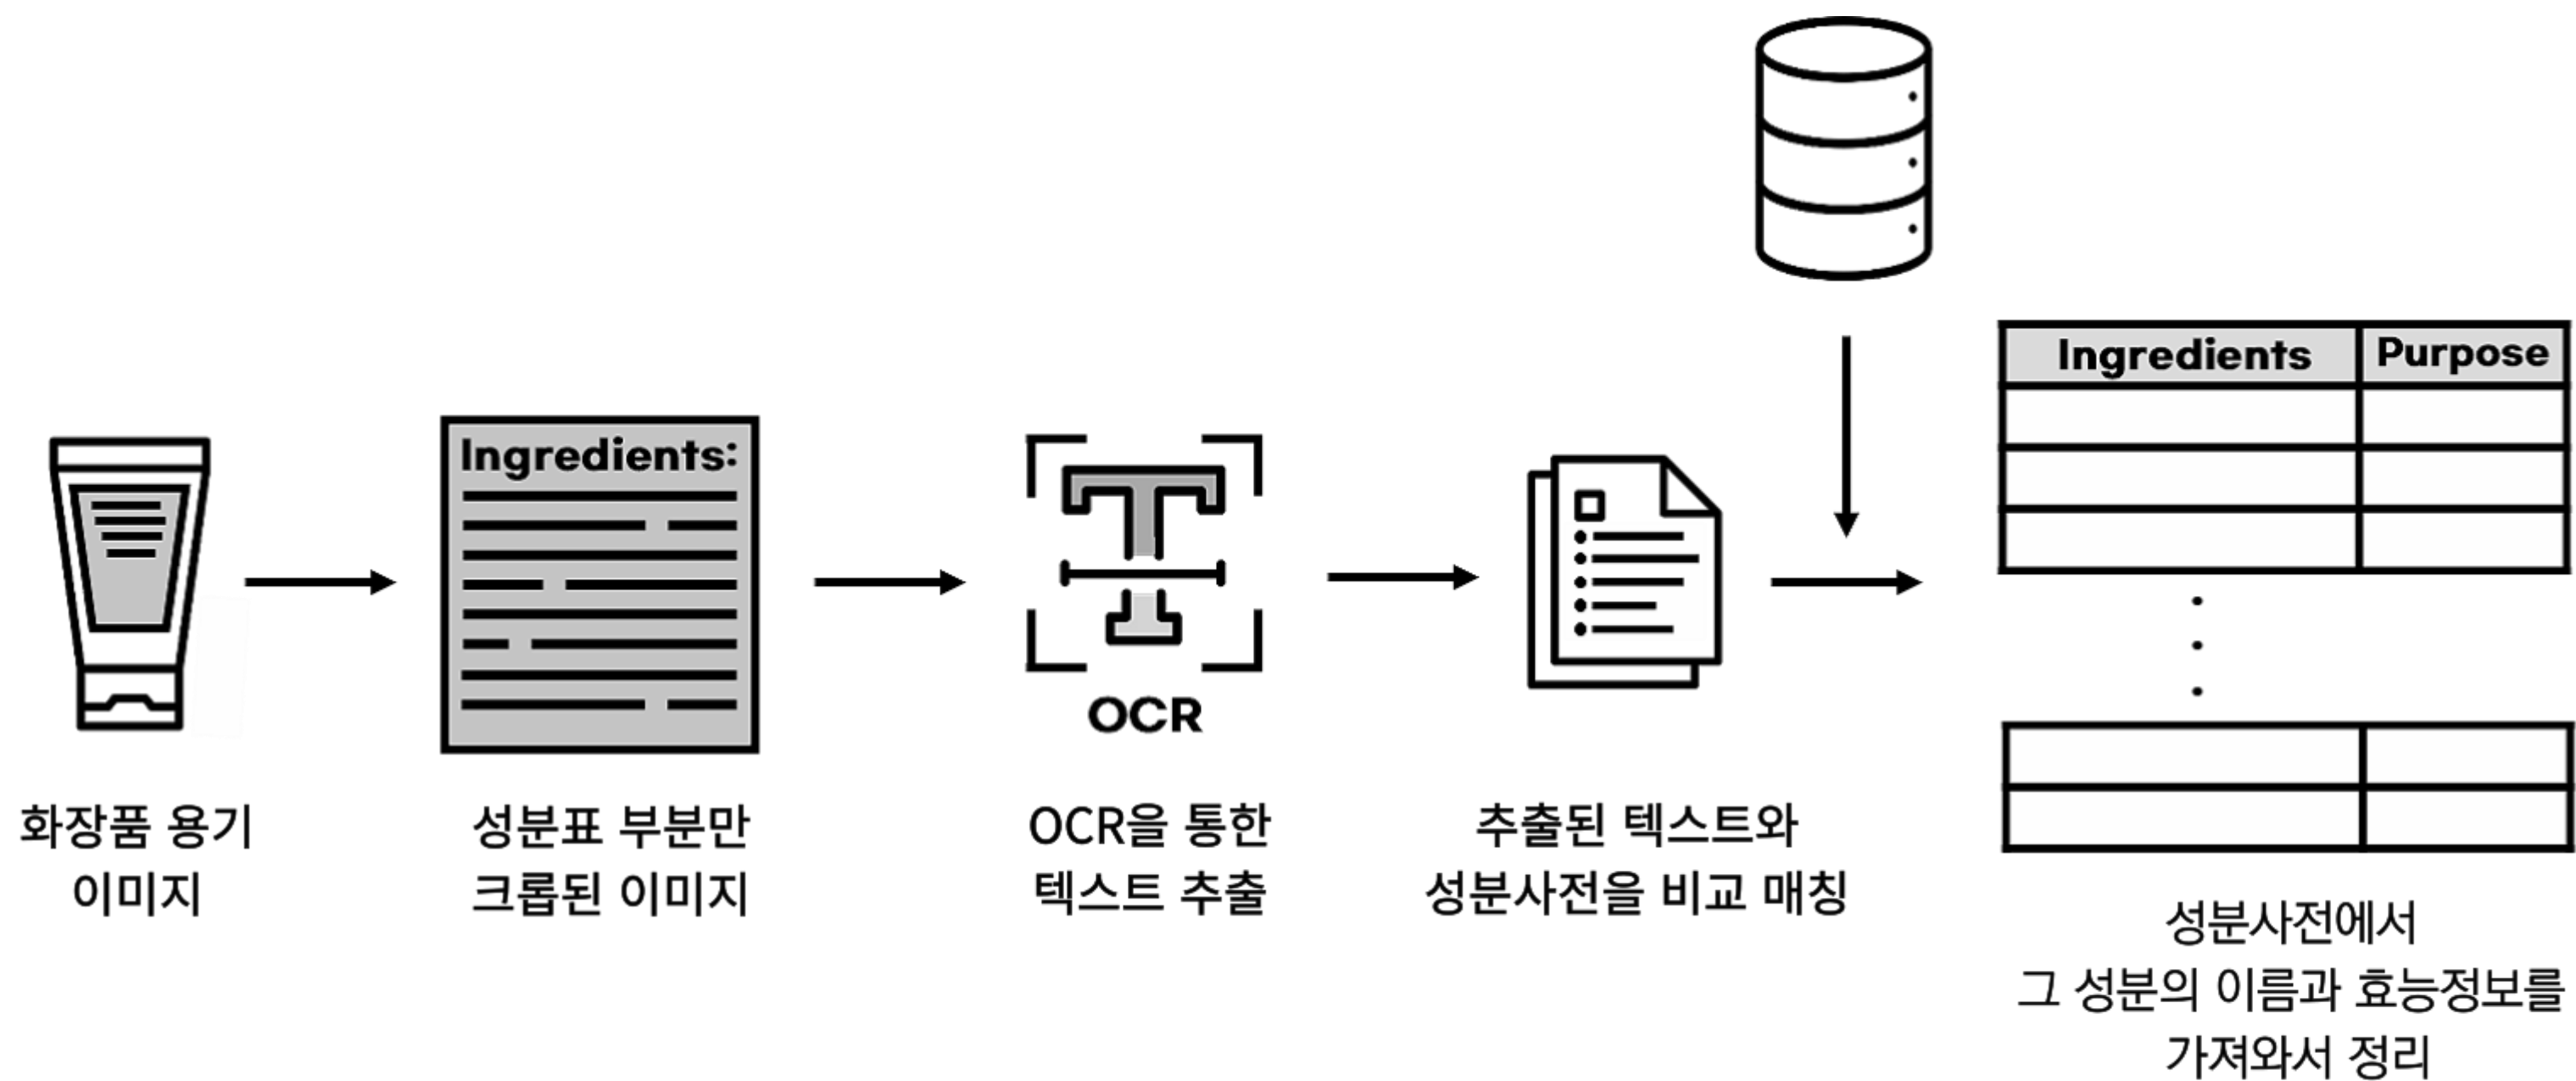 Ingredients:
OCR
Ingredients
Purpose
화장품 용기
이미지
성분표 부분만
크롭된 이미지
OCR을 통한
텍스트 추출
추출된 텍스트와
성분사전을 비교 매칭
성분사전에서
그 성분의 이름과 효능정보를
가져와서 정리